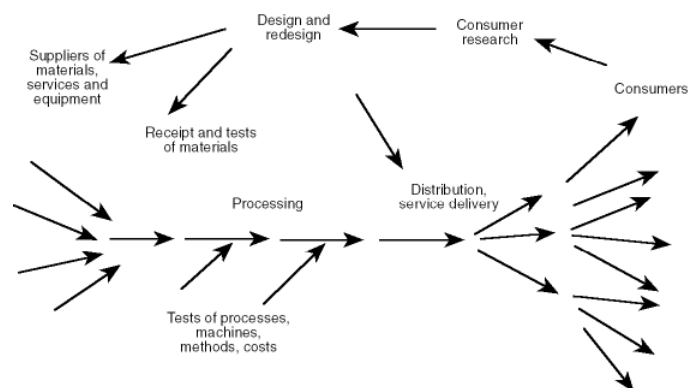 Design and
redesign
Consumer
research
Suppliers of
materials,
services and
equipment
Consumers
Receipt and tests
of materials
Distribution,
service delivery
Processing
Tests of processes,
machines,
methods, costs